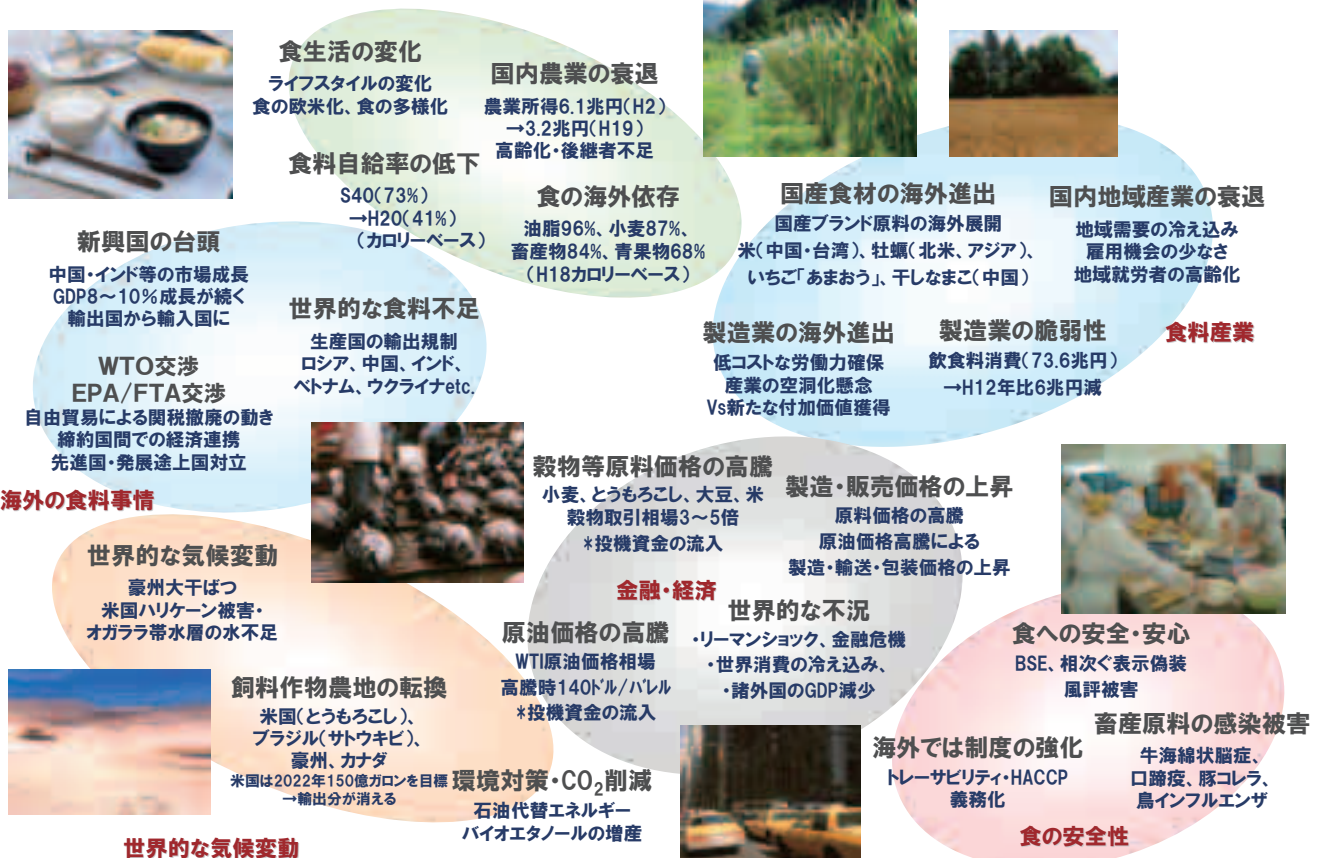 食生活の変化
ライフスタイルの変化
食の欧米化、食の多様化
国内農業の衰退
農業所得6.1兆円(H2)
→3.2兆円(H19)
高齢化・後継者不足
食料自給率の低下
S40(73%)
→H20(41%)
(カロリーベース)
食の海外依存
油脂96%、小麦87%、
畜産物84%、青果物68%
(H18カロリーベース)
国産食材の海外進出
国産ブランド原料の海外展開
米(中国・台湾)、牡蠣(北米、アジア)、
いちご「あまおう」、干しなまこ(中国)
国内地域産業の衰退
地域需要の冷え込み
雇用機会の少なさ
地域就労者の高齢化
製造業の海外進出
低コストな労働力確保
産業の空洞化懸念
Vs新たな付加価値獲得
製造業の脆弱性
飲食料消費(73.6兆円)
→H12年比6兆円減
食料産業
新興国の台頭
中国・インド等の市場成長
GDP8〜10%成長が続く
輸出国から輸入国に
世界的な食料不足
生産国の輸出規制
ロシア、中国、インド、
ベトナム、ウクライナetc.
WTO交渉
EPA/FTA交渉
自由貿易による関税撤廃の動き
締約国間での経済連携
先進国・発展途上国対立
海外の食料事情
穀物等原料価格の高騰
小麦、とうもろこし、大豆、米
穀物取引相場3〜5倍
*投機資金の流入
製造・販売価格の上昇
原料価格の高騰
原油価格高騰による
製造・輸送・包装価格の上昇
金融・経済
原油価格の高騰
WTI原油価格相場
高騰時140ドル/バレル
*投機資金の流入
世界的な不況
・リーマンショック、金融危機
・世界消費の冷え込み、
・諸外国のGDP減少
世界的な気候変動
豪州大干ばつ
米国ハリケーン被害・
オガララ帯水層の水不足
飼料作物農地の転換
米国(とうもろこし)、
ブラジル(サトウキビ)、
豪州、カナダ
米国は2022年150億ガロンを目標
→輸出分が消える
環境対策・CO₂削減
石油代替エネルギー
バイオエタノールの増産
世界的な気候変動
食への安全・安心
BSE、相次ぐ表示偽装
風評被害
海外では制度の強化
トレーサビリティ・HACCP
義務化
畜産原料の感染被害
牛海綿状脳症、
口蹄疫、豚コレラ、
鳥インフルエンザ
食の安全性